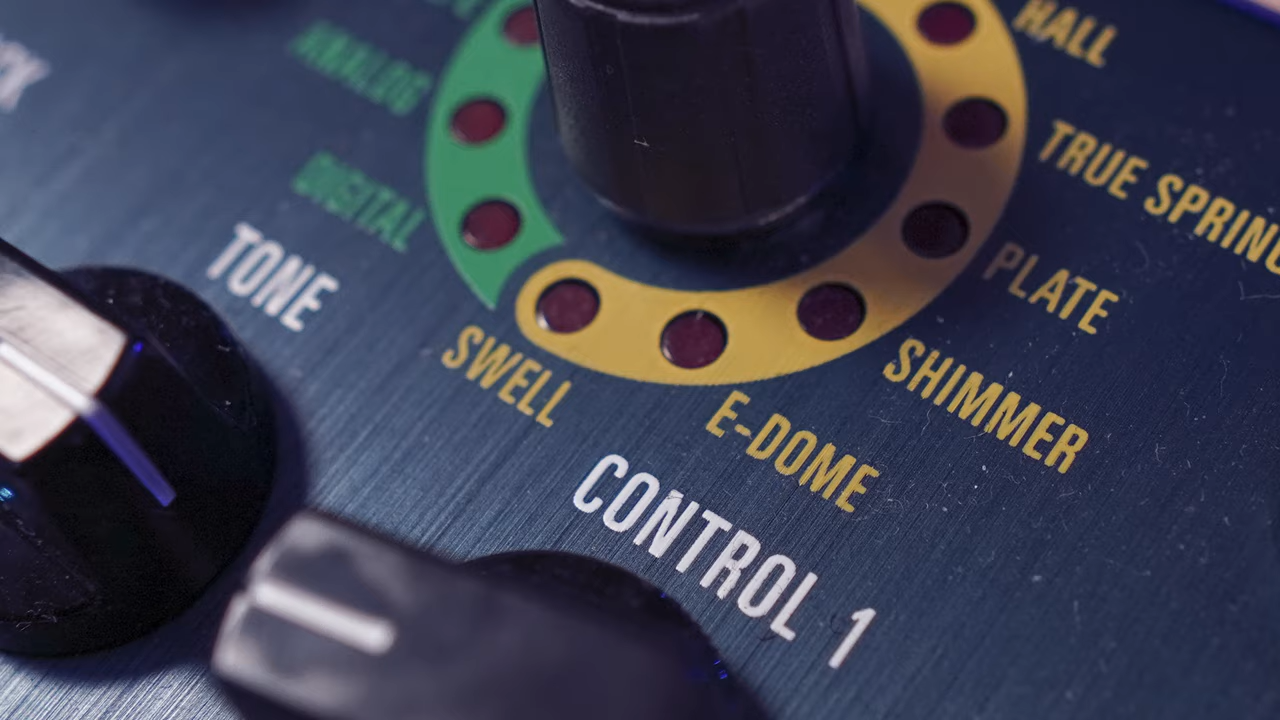 HALL
ANALOG
TRUE SPRING
DIGITAL
TONE
PLATE
SWELL
SHIMMER
E-DOME
CONTROL 1